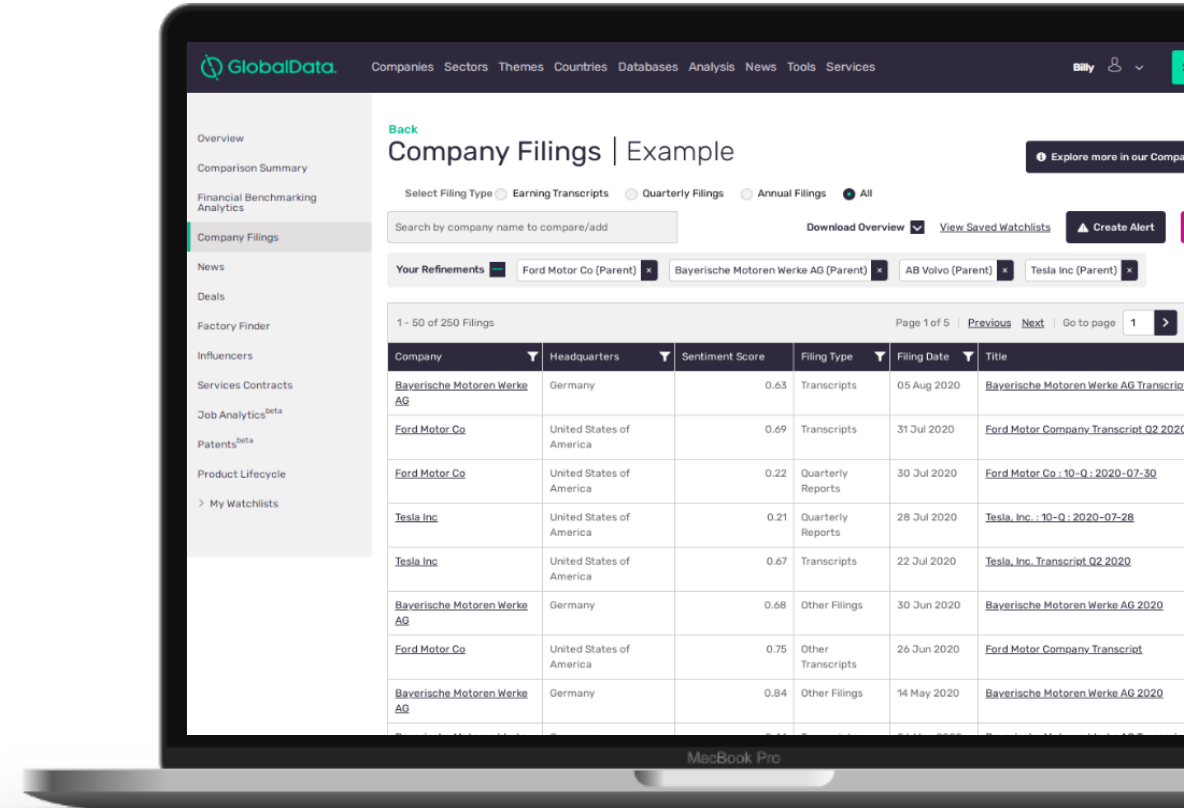 GlobalData.
Companies Sectors Themes Countries Databases Analysis News Tools Services
Billy
Overview
Comparison Summary
Financial Benchmarking
Analytics
Company Filings
News
Deals
Factory Finder
Influencers
Services Contracts
Job Analytics beta
Patents beta
Product Lifecycle
> My Watchlists
Back
Company Filings | Example
Explore more in our Compa
Select Filing Type Earning Transcripts Quarterly Filings Annual Filings All
Search by company name to compare/add
Download Overview View Saved Watchlists Create Alert
Your Refinements Ford Motor Co (Parent) × Bayerische Motoren Werke AG (Parent) × AB Volvo (Parent) × Tesla Inc (Parent) ×
1 - 50 of 250 Filings Page 1 of 5 | Previous Next | Go to page 1 >
Company Headquarters Sentiment Score Filing Type Filing Date Title
Bayerische Motoren Werke Germany 0.63 Transcripts 05 Aug 2020 Bayerische Motoren Werke AG Transcript
AG
Ford Motor Co United States of 0.69 Transcripts 31 Jul 2020 Ford Motor Company Transcript Q2 2020
America
Ford Motor Co United States of 0.22 Quarterly 30 Jul 2020 Ford Motor Co : 10-Q : 2020-07-30
America Reports
Tesla Inc United States of 0.21 Quarterly 28 Jul 2020 Tesla, Inc. : 10-Q : 2020-07-28
America Reports
Tesla Inc United States of 0.67 Transcripts 22 Jul 2020 Tesla, Inc. Transcript Q2 2020
America
Bayerische Motoren Werke Germany 0.68 Other Filings 30 Jun 2020 Bayerische Motoren Werke AG 2020
AG
Ford Motor Co United States of 0.75 Other 26 Jun 2020 Ford Motor Company Transcript
America Transcripts
Bayerische Motoren Werke Germany 0.84 Other Filings 14 May 2020 Bayerische Motoren Werke AG 2020
AG
MacBook Pro